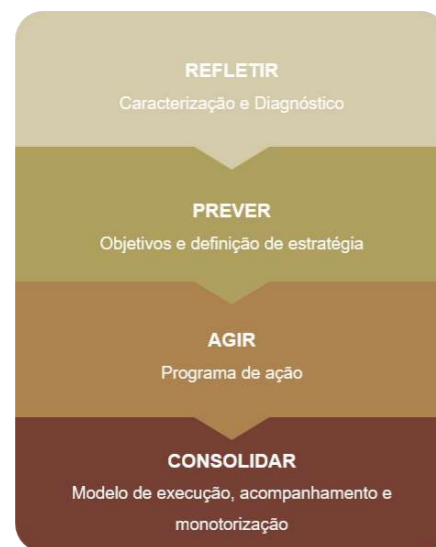 REFLETIR
Caracterização e Diagnóstico
PREVER
Objetivos e definição de estratégia
AGIR
Programa de ação
CONSOLIDAR
Modelo de execução, acompanhamento e
monotorização